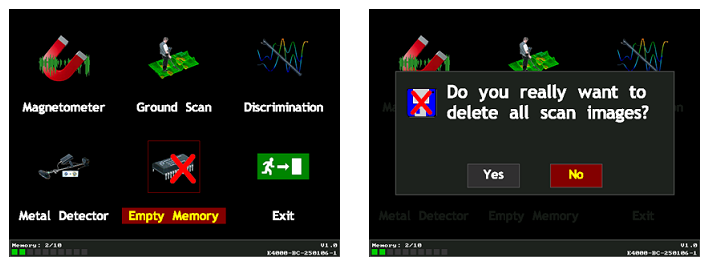 Magnetometer
Ground Scan
Discrimination
Metal Detector
Empty Memory
Exit
Memory: 2/10
V1.0
E4000-BC-250106-1
Do you really want to
delete all scan images?
Yes
No
Metal Detector
Empty Memory
Exit
Memory: 2/10
V1.0
E4000-BC-250106-1